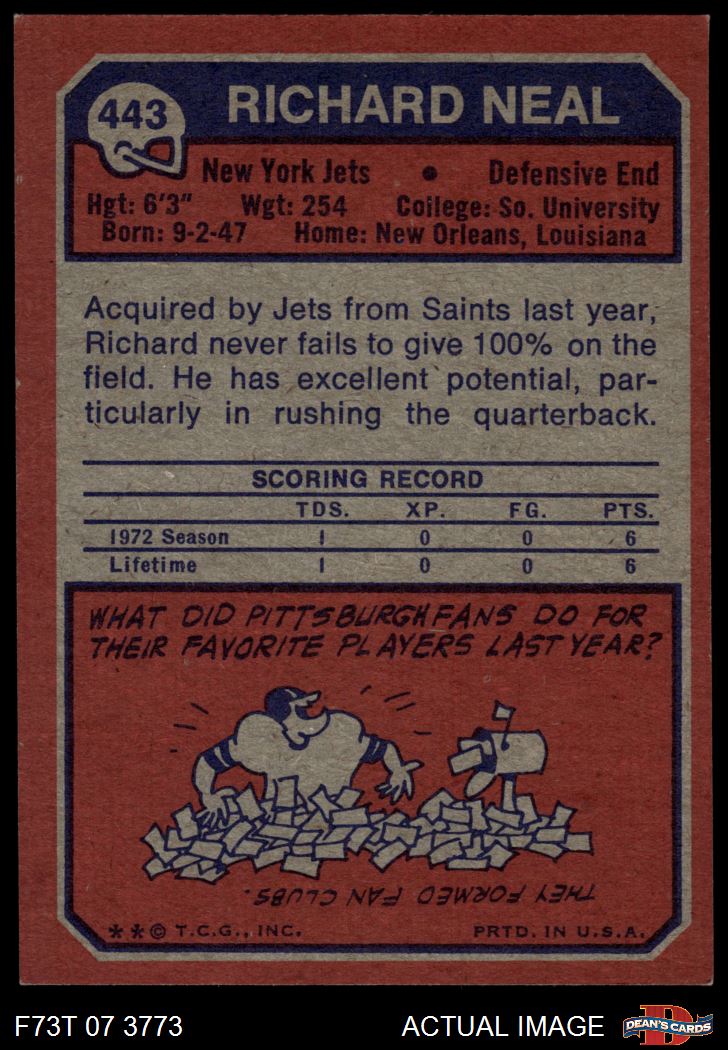 443
RICHARD NEAL
New York Jets • Defensive End
Hgt: 6'3" Wgt: 254 College: So. University
Born: 9-2-47 Home: New Orleans, Louisiana
Acquired by Jets from Saints last year,
Richard never fails to give 100% on the
field. He has excellent potential, par-
ticularly in rushing the quarterback.
SCORING RECORD
TDS. XP. FG. PTS.
1972 Season 1 0 0 6
Lifetime 1 0 0 6
WHAT DID PITTSBURGH FANS DO FOR
THEIR FAVORITE PLAYERS LAST YEAR?
THEY FORMED FAN CLUBS.
**© T.C.G., INC. PRTD. IN U.S.A.
F73T 07 3773 ACTUAL IMAGE
D
DEAN'S CARDS